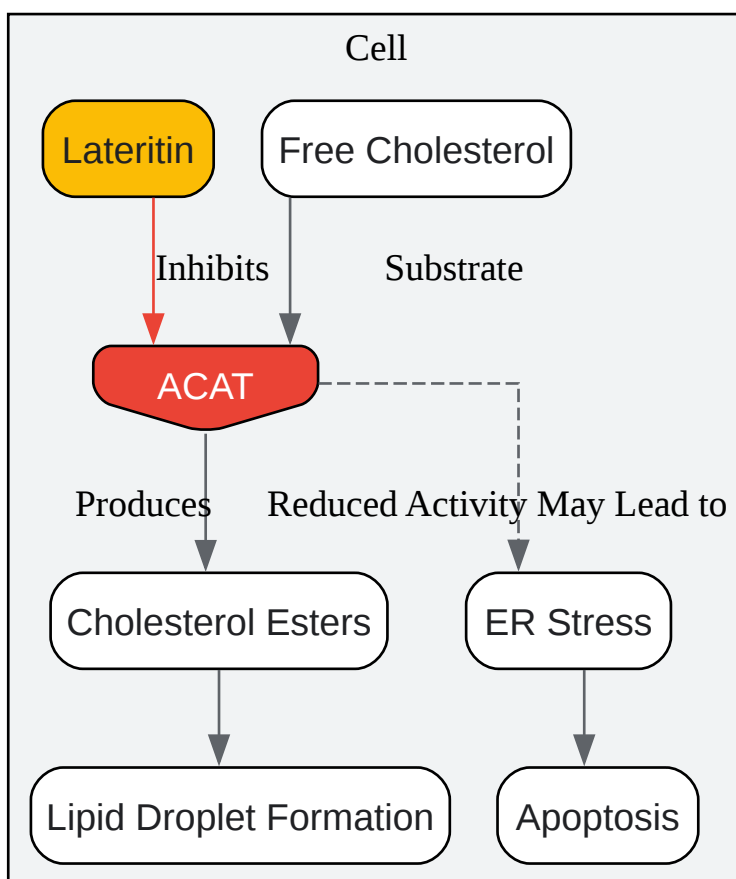 Cell
Lateritin
Free Cholesterol
Inhibits
Substrate
ACAT
Produces
Reduced Activity May Lead to
Cholesterol Esters
ER Stress
Lipid Droplet Formation
Apoptosis